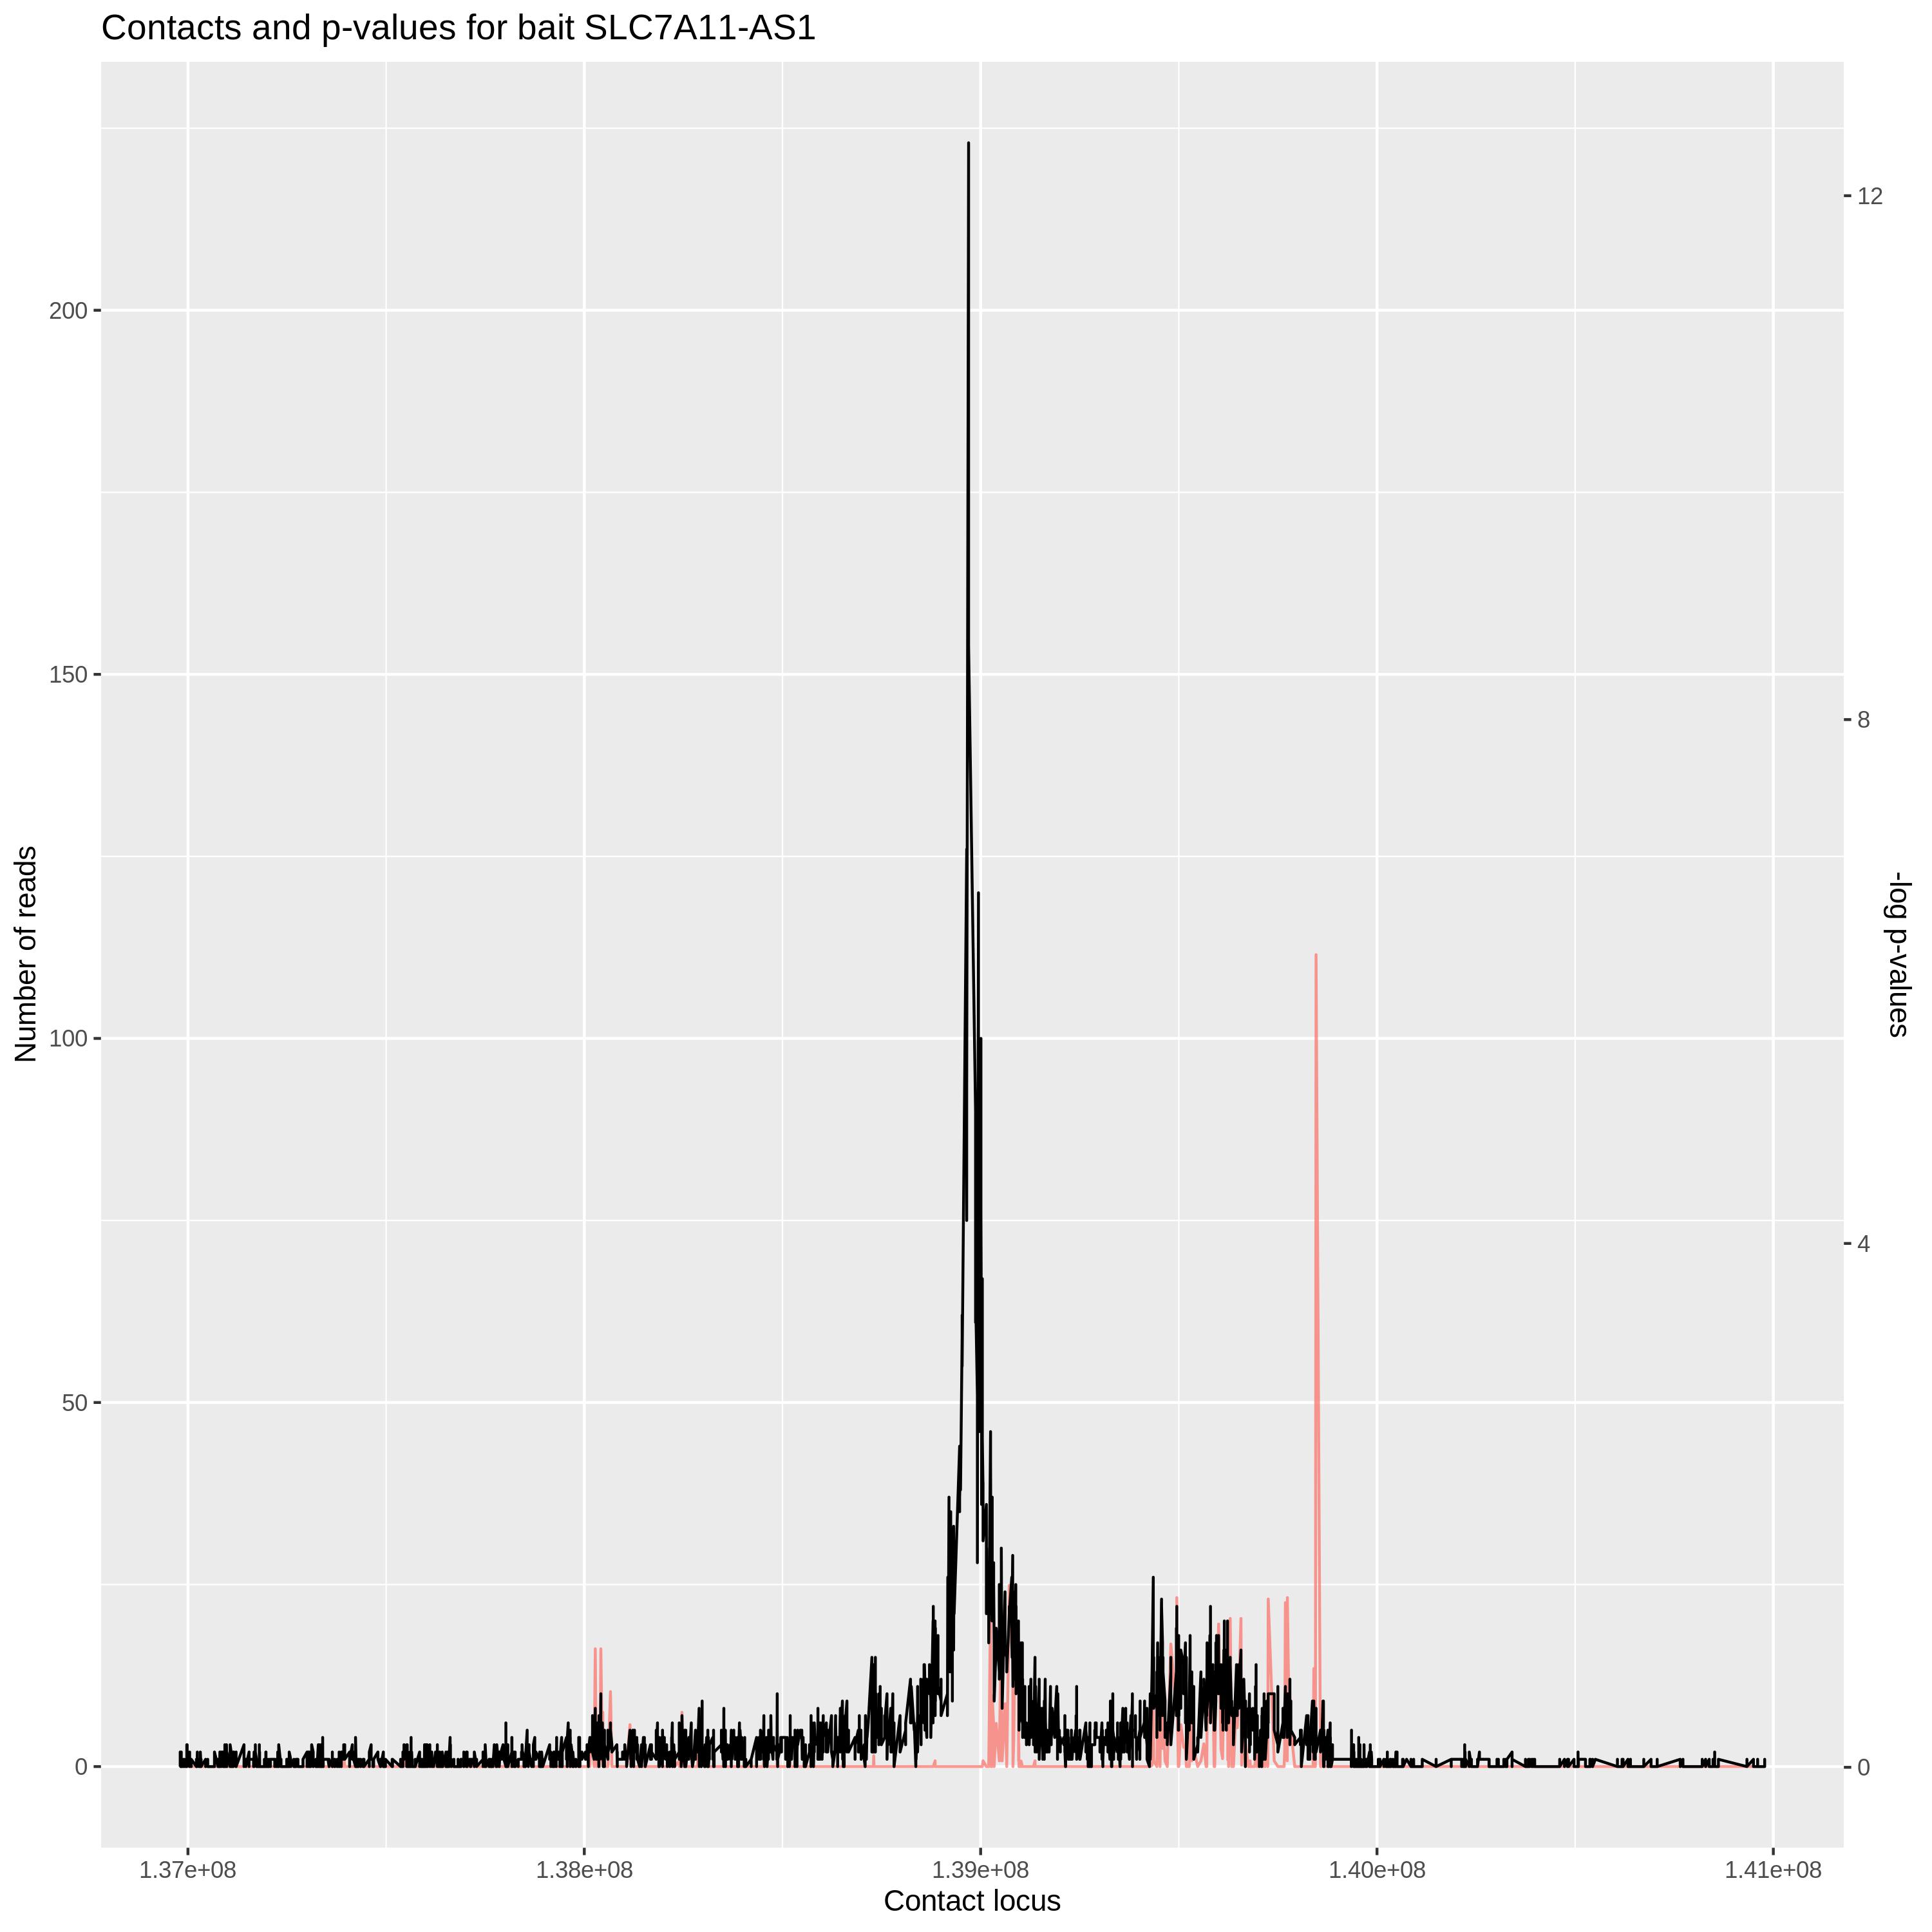 Contacts and p-values for bait SLC7A11-AS1
Number of reads
200
150
100
50
0
12
8
4
0
-log p-values
1.37e+08
1.38e+08
1.39e+08
1.40e+08
1.41e+08
Contact locus